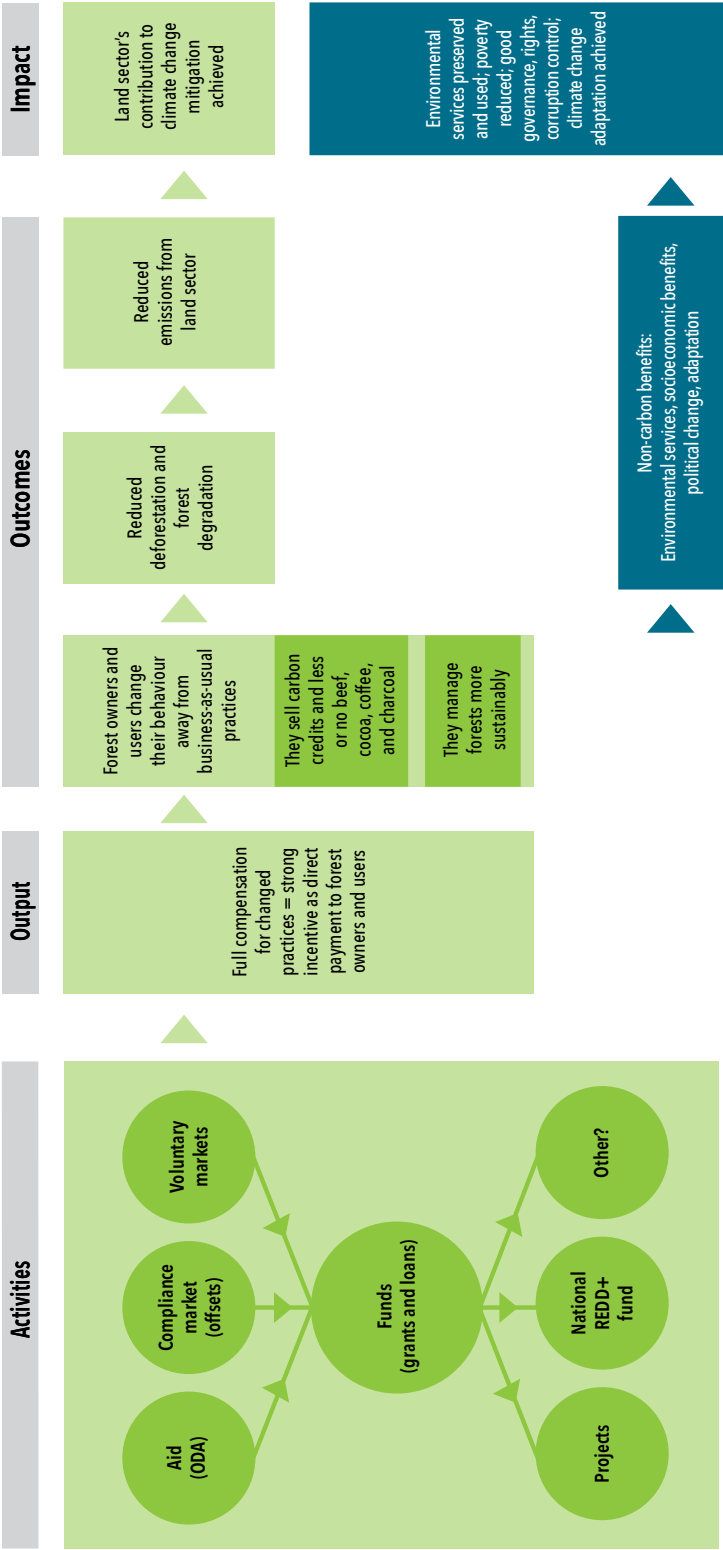 Activities
Output
Outcomes
Impact
Aid
(ODA)
Compliance
market
(offsets)
Voluntary
markets
Funds
(grants and loans)
Projects
National
REDD+
fund
Other?
Full compensation
for changed
practices = strong
incentive as direct
payment to forest
owners and users
Forest owners and
users change
their behaviour
away from
business-as-usual
practices
They sell carbon
credits and less
or no beef,
cocoa, coffee,
and charcoal
They manage
forests more
sustainably
Reduced
deforestation and
forest
degradation
Reduced
emissions from
land sector
Land sector's
contribution to
climate change
mitigation
achieved
Non-carbon benefits:
Environmental services, socioeconomic benefits,
political change, adaptation
Environmental
services preserved
and used; poverty
reduced; good
governance, rights,
corruption control;
climate change
adaptation achieved